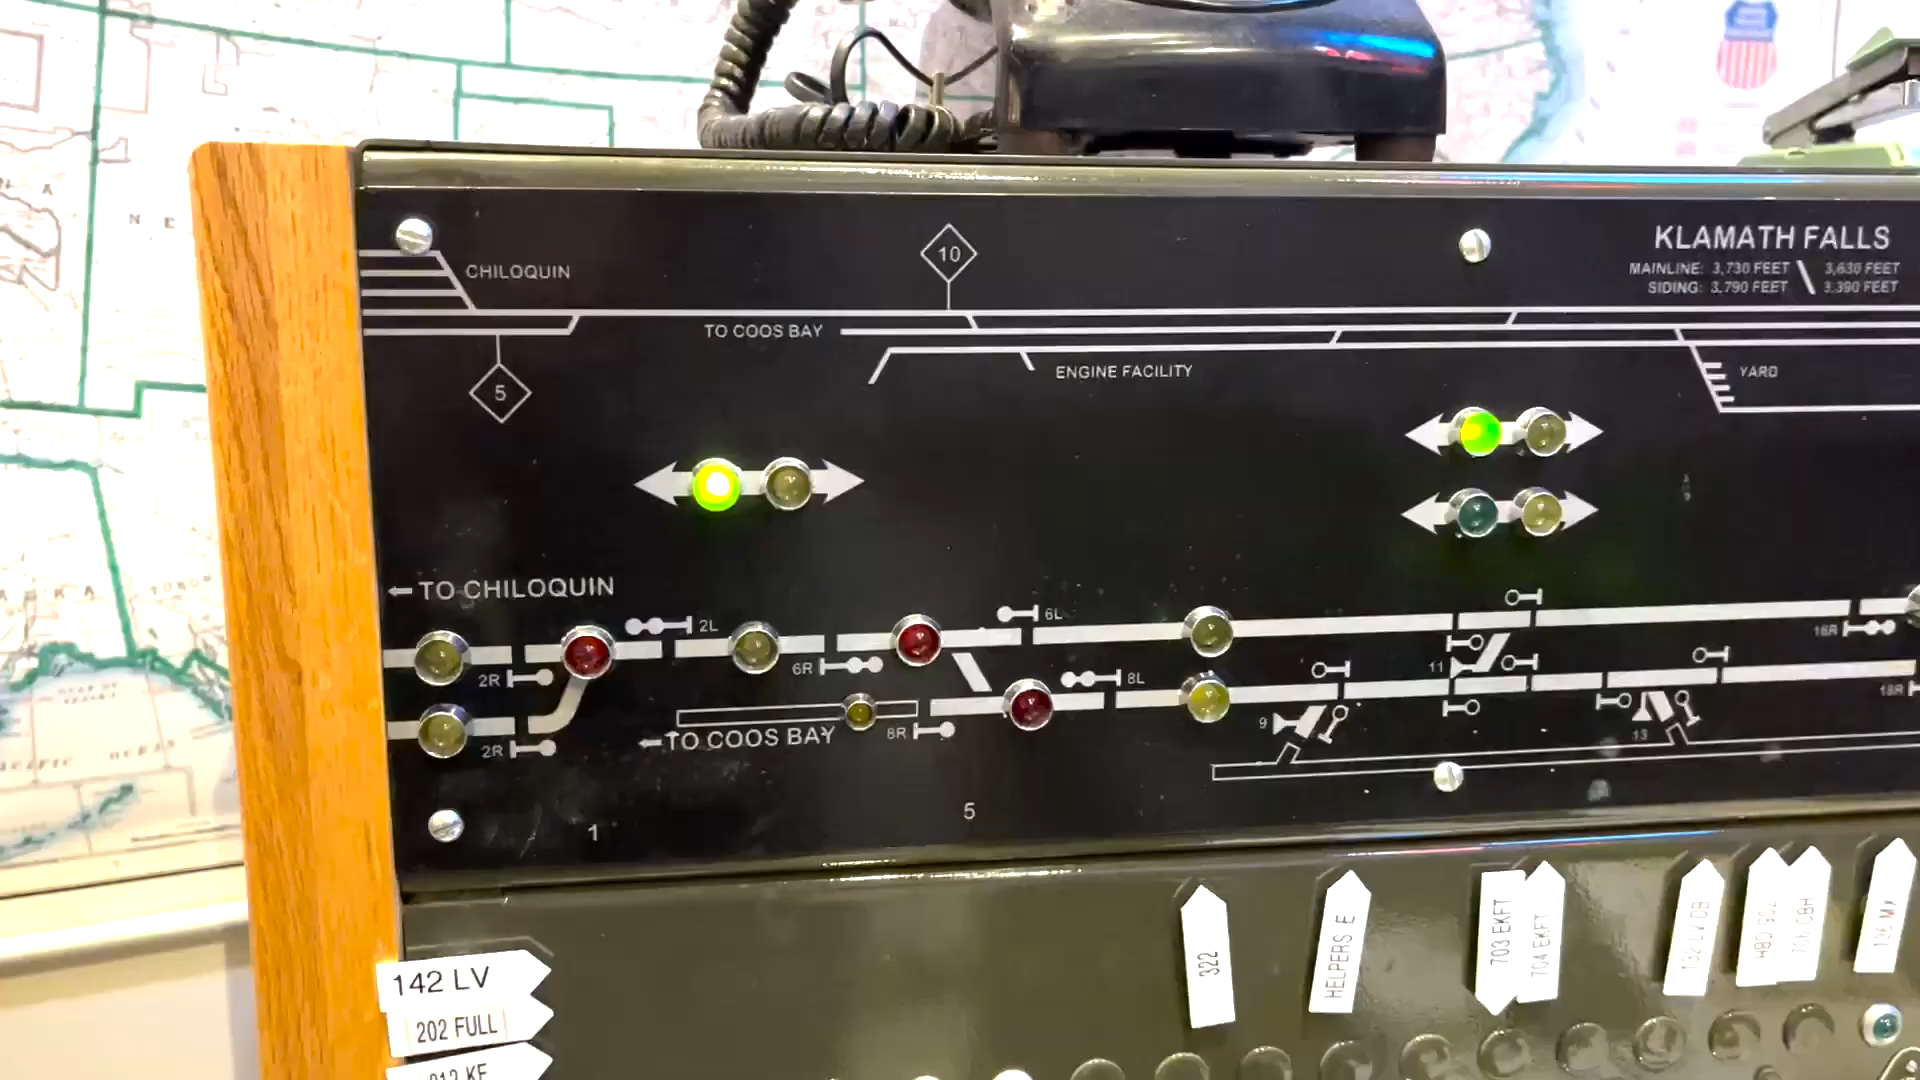 KLAMATH FALLS
MAINLINE: 3,730 FEET \ 3,630 FEET
SIDING: 3,790 FEET \ 3,390 FEET
10
CHILOQUIN
TO COOS BAY
ENGINE FACILITY
YARD
5
←TO CHILOQUIN
2L
6L
2R
6R
8L
11
16R
18R
9
13
←TO COOS BAY
8R
2R
1
5
142 LV
202 FULL
322
HELPERS E
703 EKFT
704 EKFT